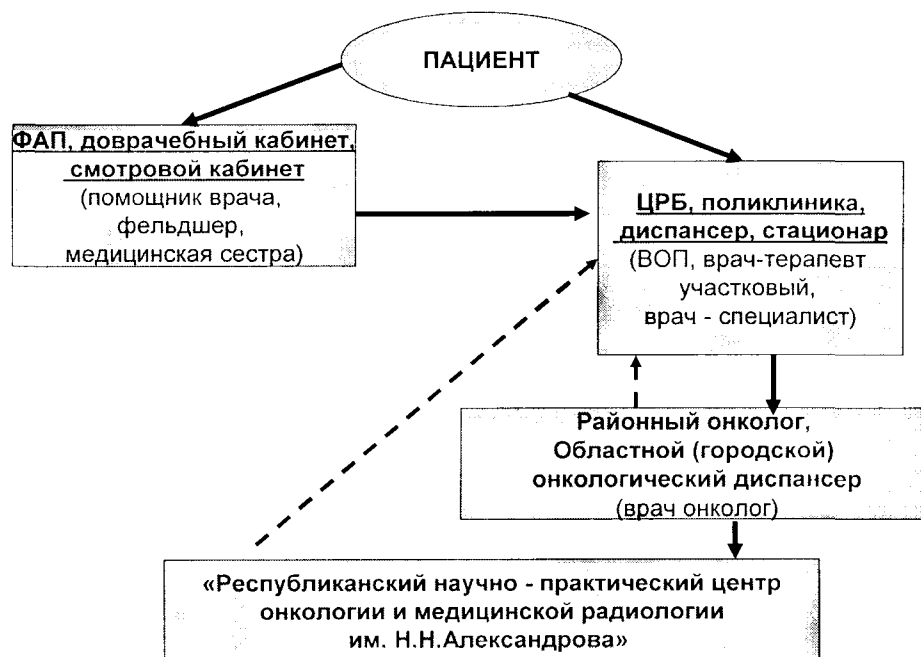 ПАЦИЕНТ
ФАП, доврачебный кабинет,
смотровой кабинет
(помощник врача,
фельдшер,
медицинская сестра)
ЦРБ, поликлиника,
диспансер, стационар
(ВОП, врач-терапевт
участковый,
врач - специалист)
Районный онколог,
Областной (городской)
онкологический диспансер
(врач онколог)
«Республиканский научно - практический центр
онкологии и медицинской радиологии
им. Н.Н.Александрова»